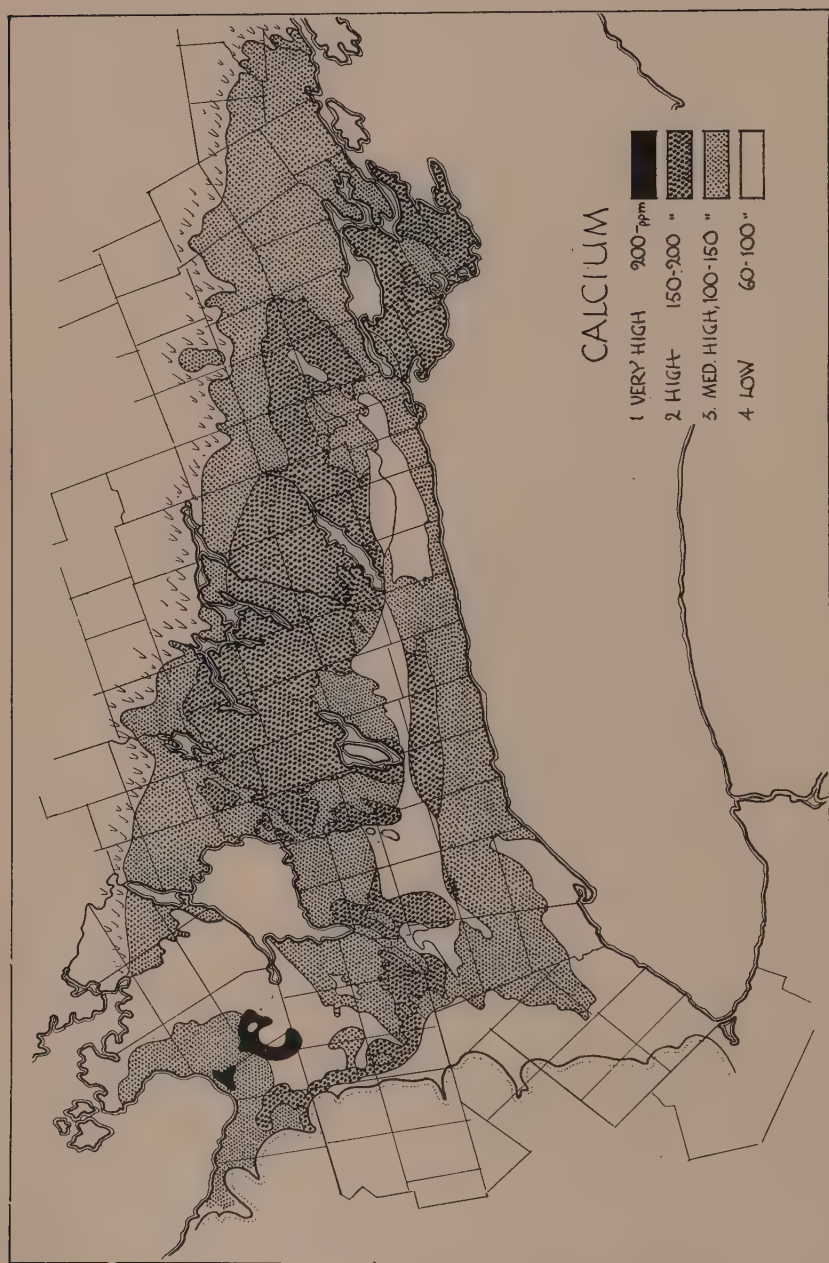 CALCIUM
1 VERY HIGH 200-ppm
2 HIGH 150-200 "
3. MED. HIGH, 100-150 "
4 LOW 60-100 "